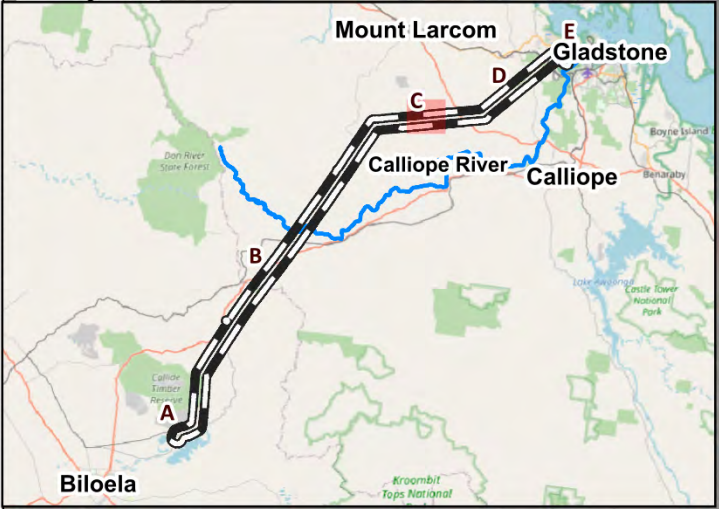 Mount Larcom
E
Gladstone
D
C
Don River
State Forest
Calliope River
Calliope
Boyne Island
Benaraby
B
Lake Awoonga
Castle Tower
National
Park
Callide
Timber
Reserve
A
Biloela
Kroombit
Tops National